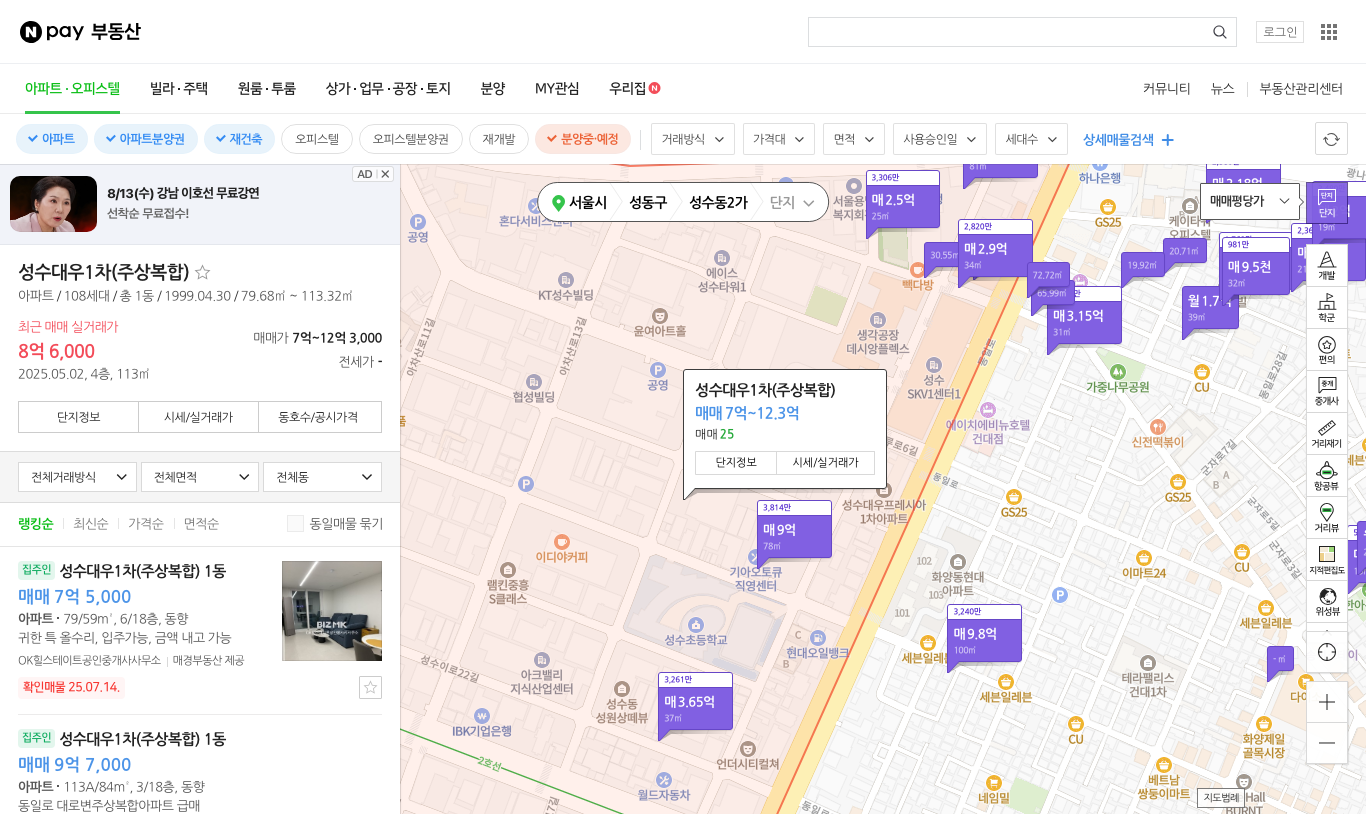 N pay 부동산
로그인
아파트·오피스텔
빌라·주택
원룸·투룸
상가·업무·공장·토지
분양
MY관심
우리집 N
커뮤니티
뉴스
부동산관리센터
아파트
아파트분양권
재건축
오피스텔
오피스텔분양권
재개발
분양중·예정
거래방식
가격대
면적
사용승인일
세대수
상세매물검색
8/13(수) 강남 이호선 무료강연
선착순 무료접수!
AD
성수대우1차(주상복합)
아파트 / 108세대 / 총 1동 / 1999.04.30 / 79.68㎡ ~ 113.32㎡
최근 매매 실거래가
8억 6,000
2025.05.02, 4층, 113㎡
매매가 7억~12억 3,000
전세가 -
단지정보
시세/실거래가
동호수/공시가격
전체거래방식
전체면적
전체동
랭킹순
최신순
가격순
면적순
동일매물 묶기
집주인 성수대우1차(주상복합) 1동
매매 7억 5,000
아파트 · 79/59㎡, 6/18층, 동향
귀한 특 올수리, 입주가능, 금액 내고 가능
OK힐스테이트공인중개사사무소
매경부동산 제공
확인매물 25.07.14.
BIZMK
집주인 성수대우1차(주상복합) 1동
매매 9억 7,000
아파트 · 113A/84㎡, 3/18층, 동향
동일로 대로변주상복합아파트 급매
서울시
성동구
성수동2가
단지
매매평당가
단지
단지
개발
학군
편의
중개
중개사
거리재기
항공뷰
거리뷰
지적편집도
위성뷰
지도범례
성수대우1차(주상복합)
매매 7억~12.3억
매매 25
단지정보
시세/실거래가
3,306만
매2.5억
25㎡
81㎡
2,820만
매2.9억
34㎡
30.55㎡
72.72㎡
65.99㎡
매3.15억
31㎡
19.92㎡
20.71㎡
981만
매9.5천
32㎡
39㎡
19㎡
3,814만
매9억
78㎡
3,240만
매9.8억
100㎡
3,261만
매3.65억
37㎡
- ㎡
공영
혼다서비스
KT성수빌딩
에이스
성수타워1
윤여아트홀
빽다방
생각공장
데시앙플렉스
성수
SKV1센터1
협성빌딩
공영
아차산로11길
아차산로13길
하나은행
GS25
케이티
오피스텔
동일로
가중나무공원
CU
동일로28길
에이치에비뉴호텔
건대점
신전떡볶이
GS25
군자로7길
군자로5길
군자로3길
A
B
성수대우프레시아
1차아파트
동일로
GS25
이디야커피
랩킨중흥
S클래스
기아오토큐
직영센터
성수초등학교
C
현대오일뱅크
성수이로22길
아크밸리
지식산업센터
성수동
성원상떼뷰
IBK기업은행
2호선
언더시티컬쳐
월드자동차
102
화양동현대
아파트
101
103
이마트24
CU
세븐일레븐
세븐일레븐
테라팰리스
건대1차
CU
화양제일
골목시장
베트남
쌍둥이마트
네임밀
Hall
BURNT